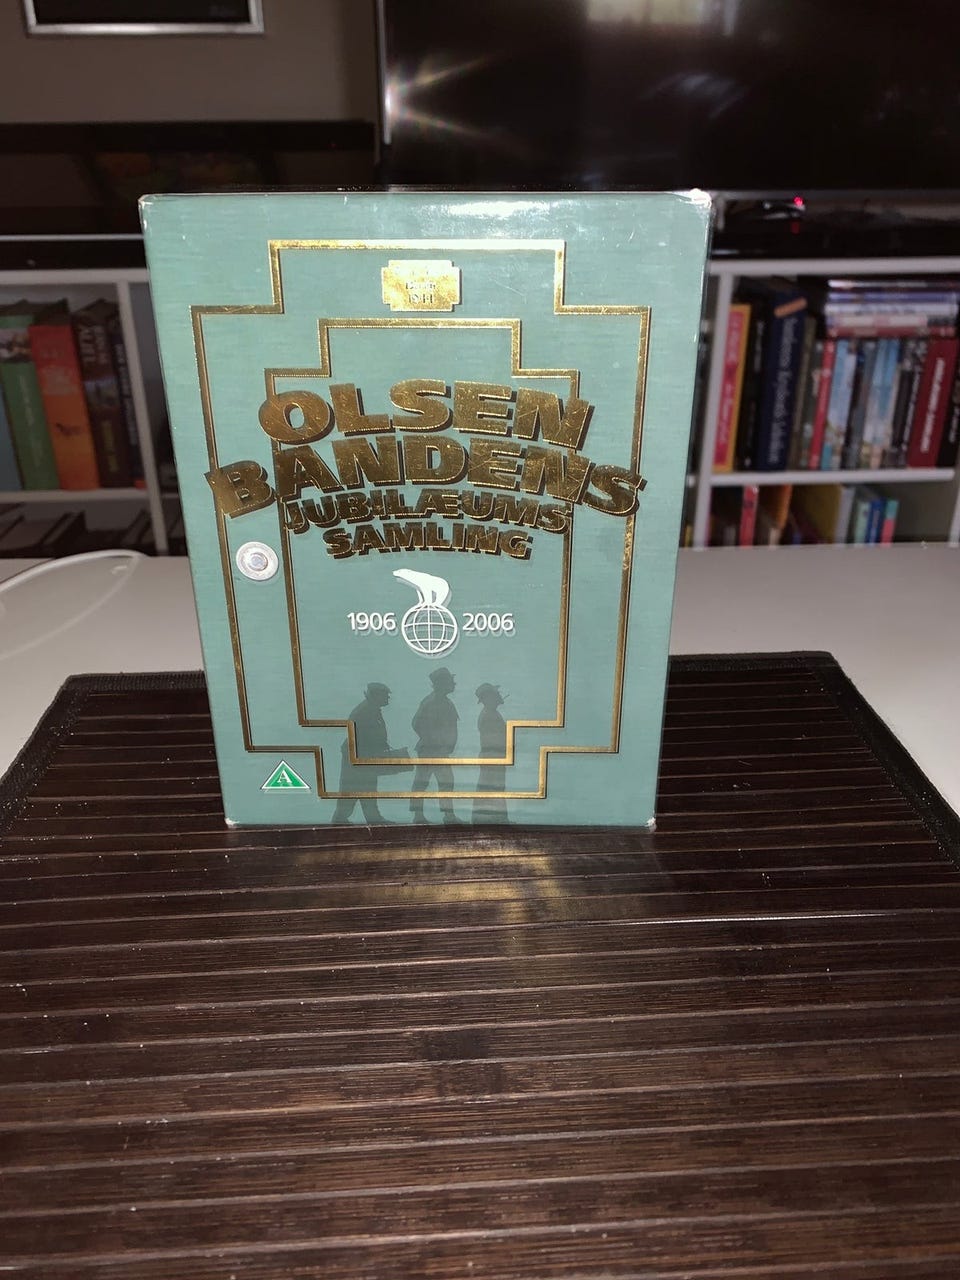 OLSEN
BANDENS
JUBILÆUMS
SAMLING
1906 2006
A